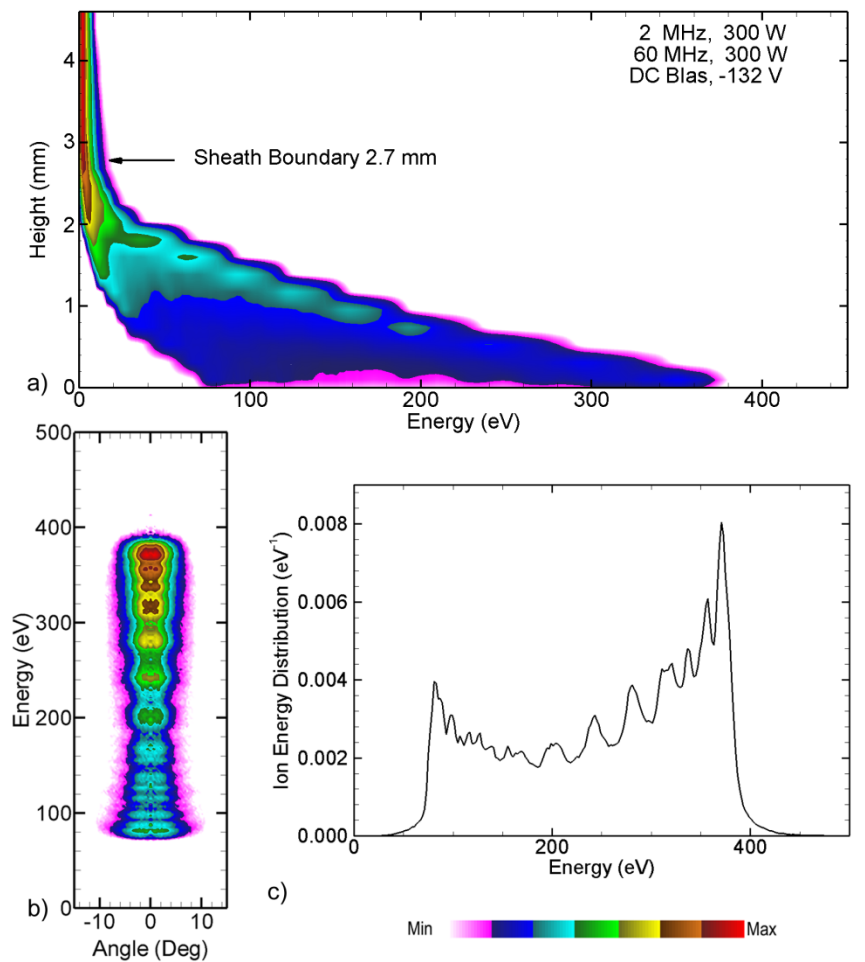 2 MHz, 300 W
60 MHz, 300 W
DC BIas, -132 V
4
3
2
1
0
Height (mm)
Sheath Boundary 2.7 mm
a)
0
100
200
300
400
Energy (eV)
500
400
300
200
100
0
Energy (eV)
-10
0
10
Angle (Deg)
b)
0.008
0.006
0.004
0.002
0.000
Ion Energy Distribution (eV⁻¹)
0
200
400
Energy (eV)
c)
Min
Max